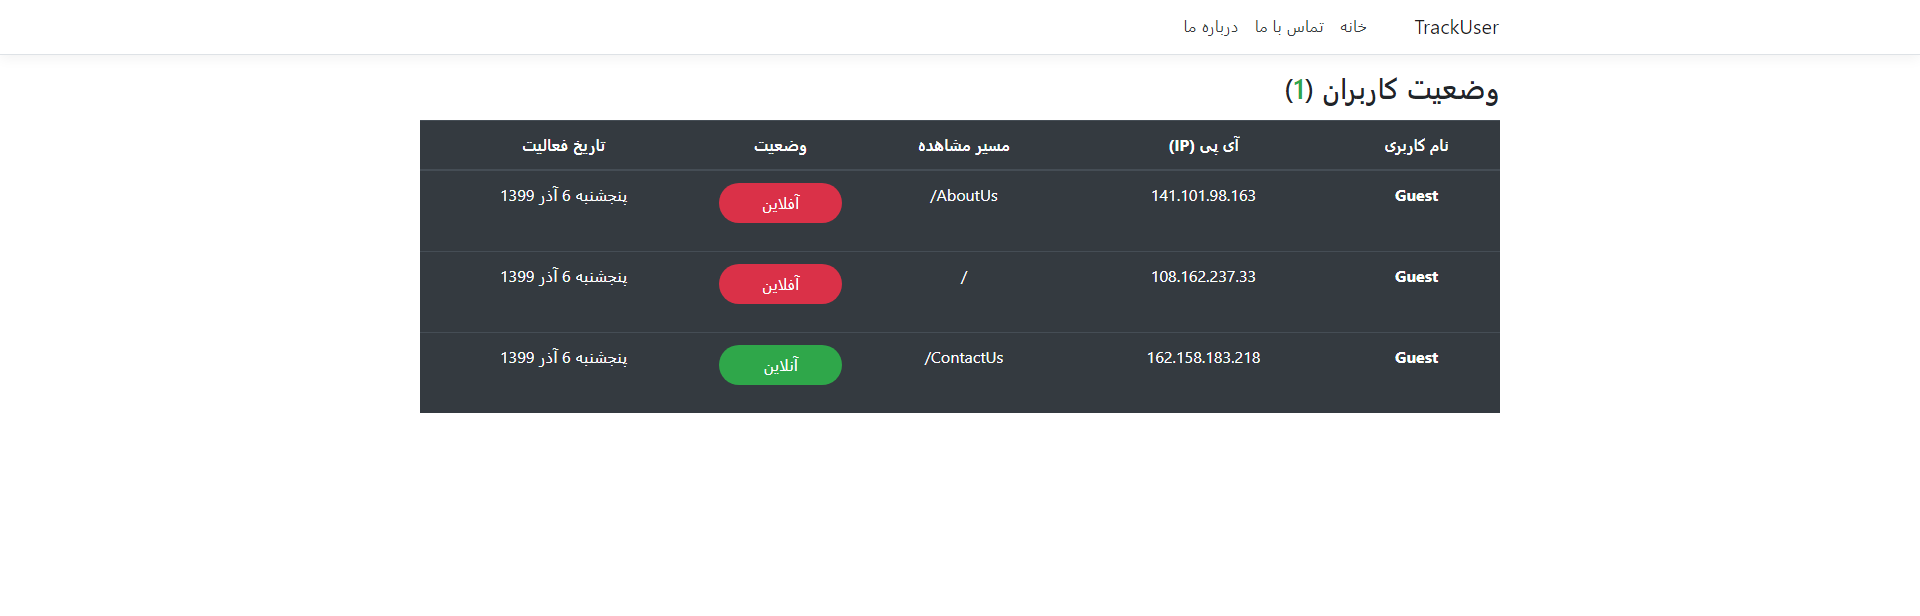 TrackUser خانه تماس با ما درباره ما
وضعیت کاربران (1)
نام کاربری آی پی (IP) مسیر مشاهده وضعیت تاریخ فعالیت
Guest 141.101.98.163 /AboutUs آفلاین پنجشنبه 6 آذر 1399
Guest 108.162.237.33 / آفلاین پنجشنبه 6 آذر 1399
Guest 162.158.183.218 /ContactUs آنلاین پنجشنبه 6 آذر 1399